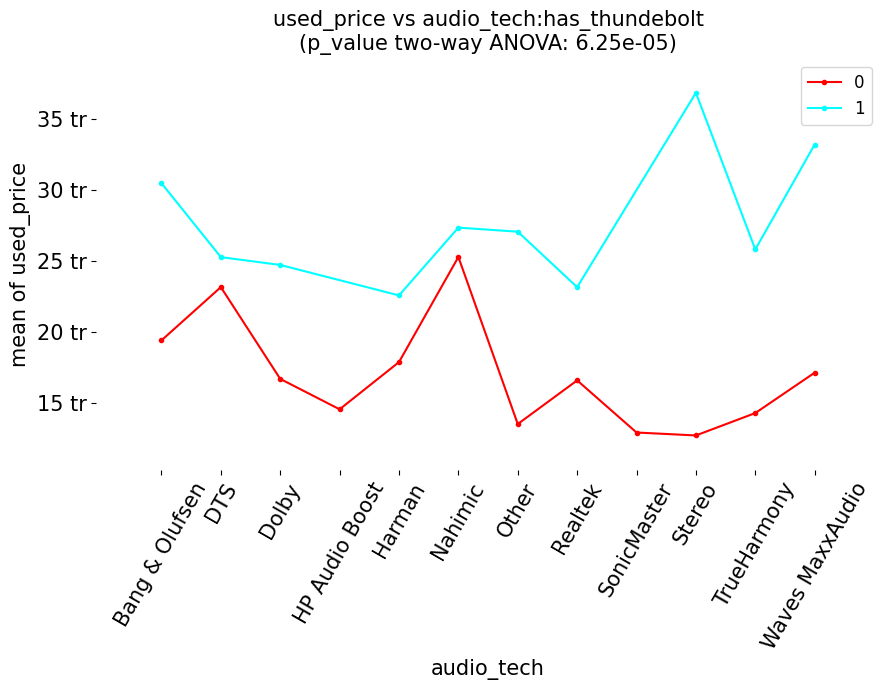 used_price vs audio_tech:has_thundebolt
(p_value two-way ANOVA: 6.25e-05)
0
1
35 tr
30 tr
25 tr
20 tr
15 tr
mean of used_price
Bang & Olufsen
DTS
Dolby
HP Audio Boost
Harman
Nahimic
Other
Realtek
SonicMaster
Stereo
TrueHarmony
Waves MaxxAudio
audio_tech